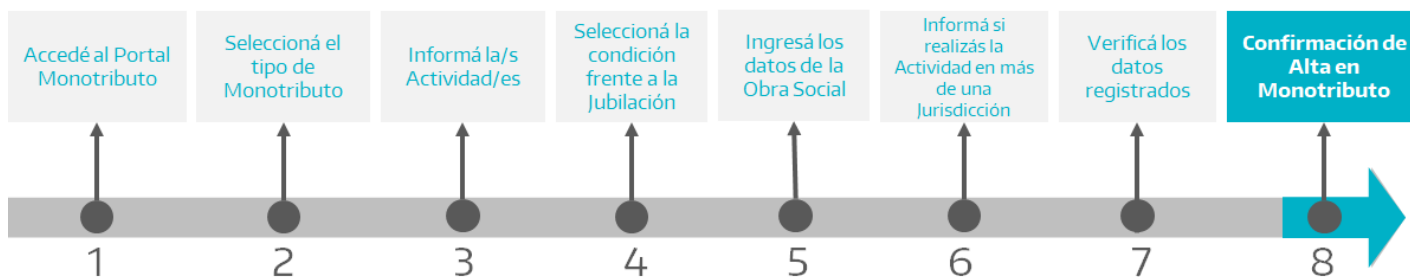 Accedé al Portal
Monotributo
Seleccioná el
tipo de
Monotributo
Informá la/s
Actividad/es
Seleccioná la
condición
frente a la
Jubilación
Ingresá los
datos de la
Obra Social
Informá si
realizás la
Actividad en más
de una
Jurisdicción
Verificá los
datos
registrados
Confirmación de
Alta en
Monotributo
1
2
3
4
5
6
7
8